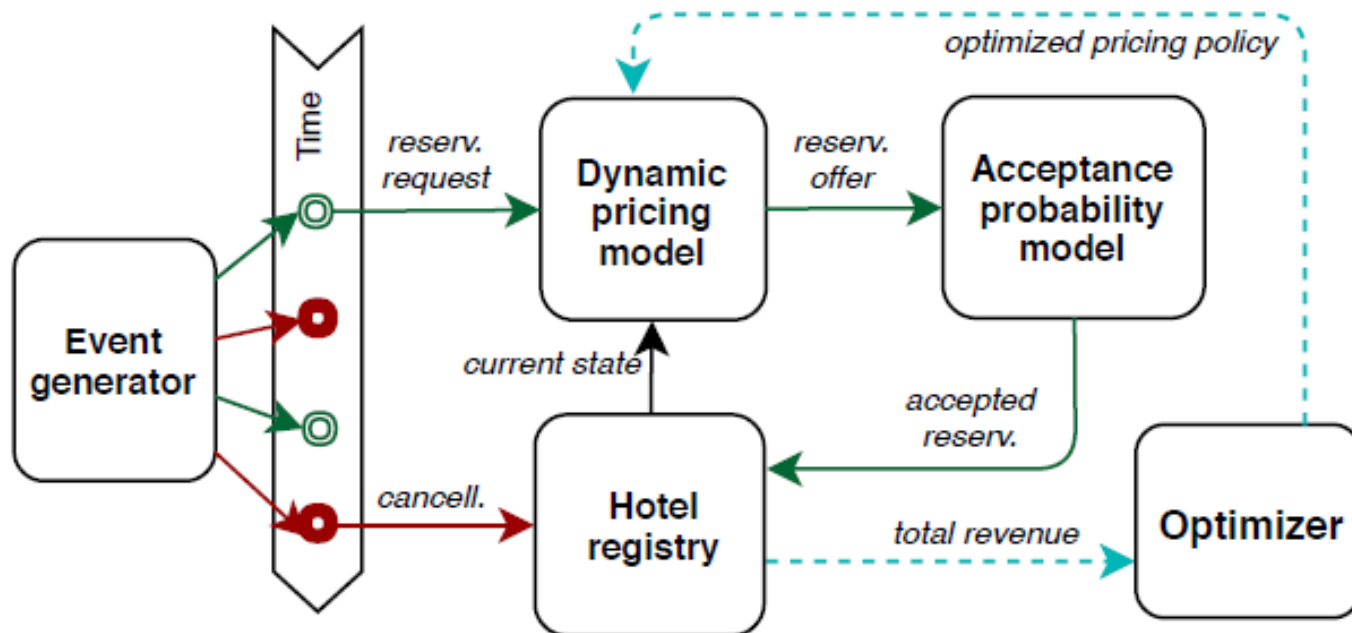 optimized pricing policy
Time
reserv.
request
Dynamic
pricing
model
reserv.
offer
Acceptance
probability
model
Event
generator
current state
accepted
reserv.
cancell.
Hotel
registry
total revenue
Optimizer